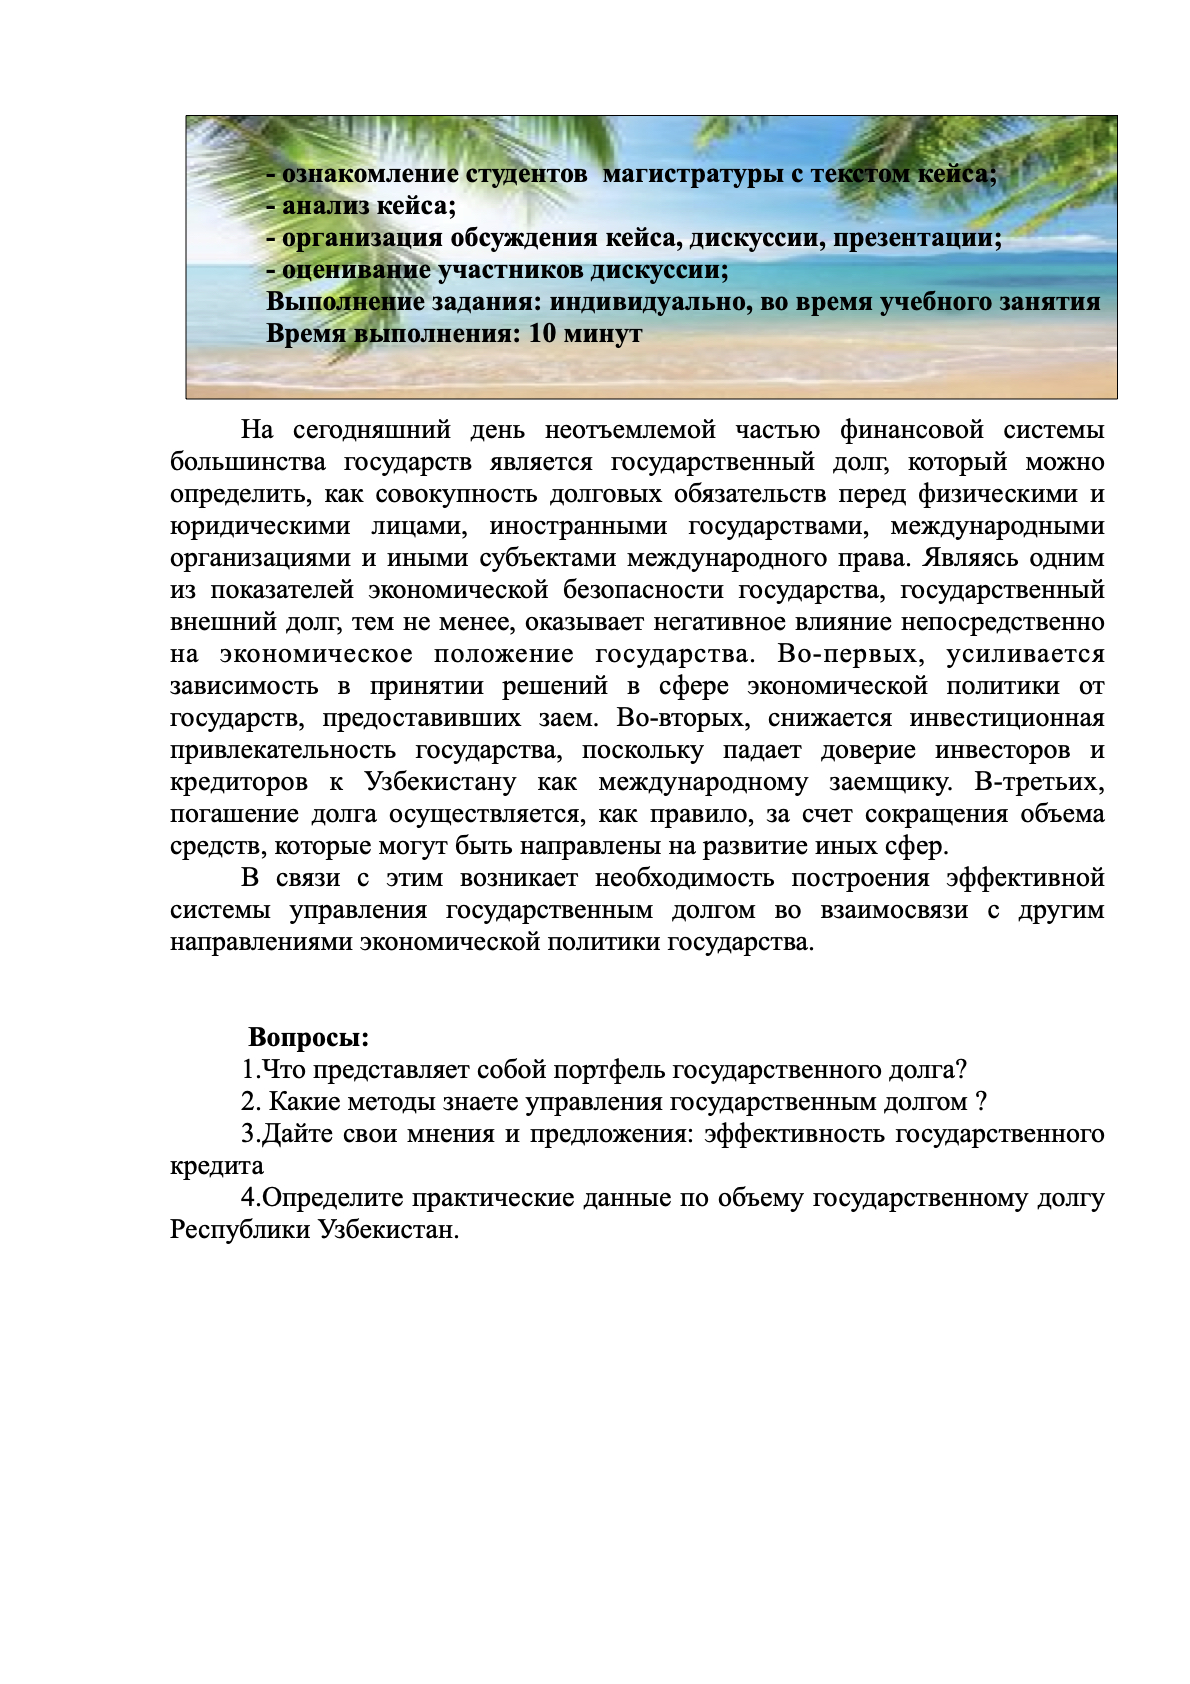 - ознакомление студентов  магистратуры с текстом кейса;
- анализ кейса;
- организация обсуждения кейса, дискуссии, презентации;
- оценивание участников дискуссии;
Выполнение задания: индивидуально, во время учебного занятия
Время выполнения: 10 минут
На сегодняшний день неотъемлемой частью финансовой системы
большинства государств является государственный долг, который можно
определить, как совокупность долговых обязательств перед физическими и
юридическими лицами, иностранными государствами, международными
организациями и иными субъектами международного права. Являясь одним
из показателей экономической безопасности государства, государственный
внешний долг, тем не менее, оказывает негативное влияние непосредственно
на экономическое положение государства. Во-первых, усиливается
зависимость в принятии решений в сфере экономической политики от
государств, предоставивших заем. Во-вторых, снижается инвестиционная
привлекательность государства, поскольку падает доверие инвесторов и
кредиторов к Узбекистану как международному заемщику. В-третьих,
погашение долга осуществляется, как правило, за счет сокращения объема
средств, которые могут быть направлены на развитие иных сфер.
В связи с этим возникает необходимость построения эффективной
системы управления государственным долгом во взаимосвязи с другим
направлениями экономической политики государства.
Вопросы:
1.Что представляет собой портфель государственного долга?
2. Какие методы знаете управления государственным долгом ?
3.Дайте свои мнения и предложения: эффективность государственного
кредита
4.Определите практические данные по объему государственному долгу
Республики Узбекистан.